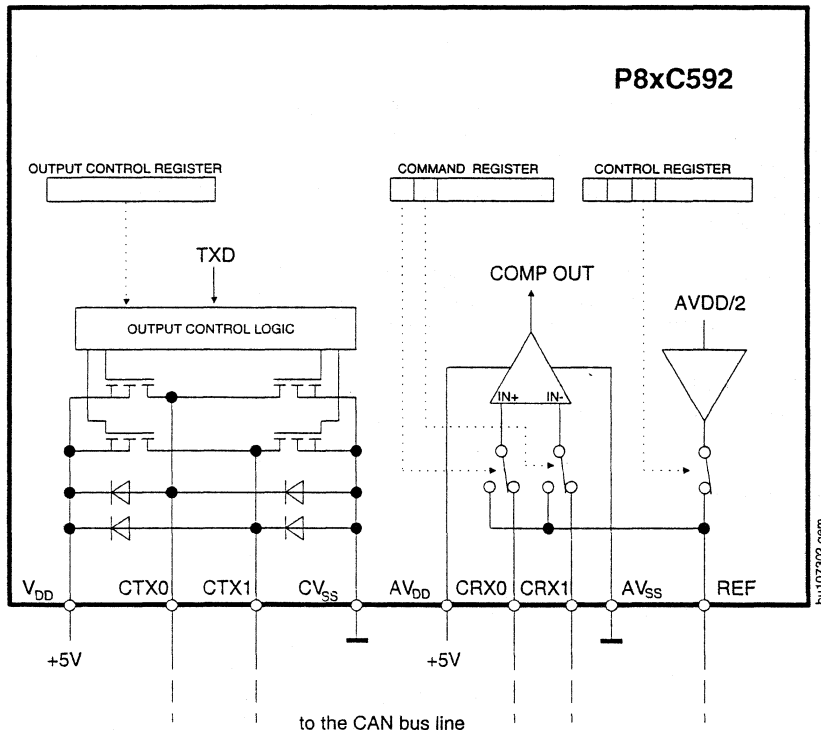 P8xC592
OUTPUT CONTROL REGISTER
COMMAND REGISTER
CONTROL REGISTER
TXD
COMP OUT
AVDD/2
OUTPUT CONTROL LOGIC
IN+ IN-
VDD CTX0 CTX1 CVSS AVDD CRX0 CRX1 AVSS REF
+5V +5V
to the CAN bus line